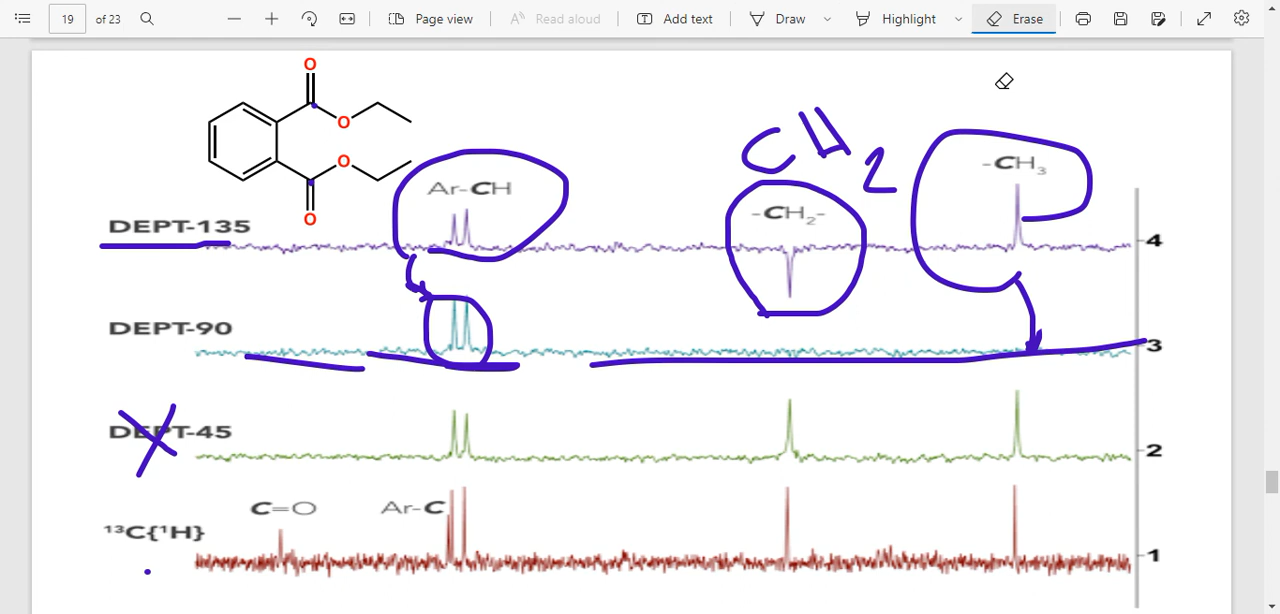 19 of 23 Page view Read aloud Add text Draw Highlight Erase
O
O
O
O
CH2
Ar-CH
-CH2-
-CH3
DEPT-135
4
DEPT-90
3
DEPT-45
2
C=O Ar-C
13C{1H}
1